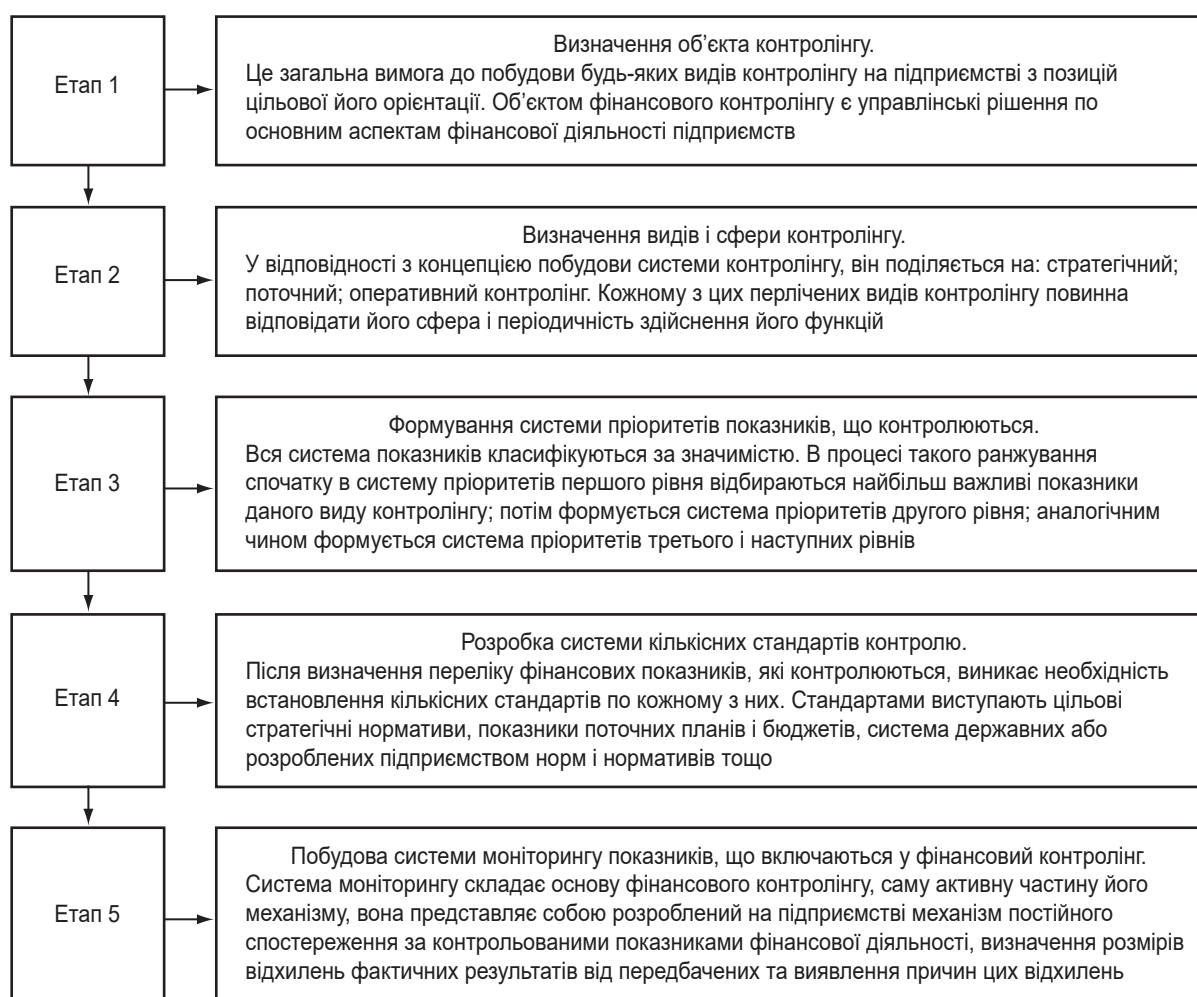 Етап 1
Визначення об’єкта контролінгу.
Це загальна вимога до побудови будь-яких видів контролінгу на підприємстві з позицій
цільової його орієнтації. Об’єктом фінансового контролінгу є управлінські рішення по
основним аспектам фінансової діяльності підприємств
Етап 2
Визначення видів і сфери контролінгу.
У відповідності з концепцією побудови системи контролінгу, він поділяється на: стратегічний;
поточний; оперативний контролінг. Кожному з цих перлічених видів контролінгу повинна
відповідати його сфера і періодичність здійснення його функцій
Етап 3
Формування системи пріоритетів показників, що контролюються.
Вся система показників класифікуються за значимістю. В процесі такого ранжування
спочатку в систему пріоритетів першого рівня відбираються найбільш важливі показники
даного виду контролінгу; потім формується система пріоритетів другого рівня; аналогічним
чином формується система пріоритетів третього і наступних рівнів
Етап 4
Розробка системи кількісних стандартів контролю.
Після визначення переліку фінансових показників, які контролюються, виникає необхідність
встановлення кількісних стандартів по кожному з них. Стандартами виступають цільові
стратегічні нормативи, показники поточних планів і бюджетів, система державних або
розроблених підприємством норм і нормативів тощо
Етап 5
Побудова системи моніторингу показників, що включаються у фінансовий контролінг.
Система моніторингу складає основу фінансового контролінгу, саму активну частину його
механізму, вона представляє собою розроблений на підприємстві механізм постійного
спостереження за контрольованими показниками фінансової діяльності, визначення розмірів
відхилень фактичних результатів від передбачених та виявлення причин цих відхилень